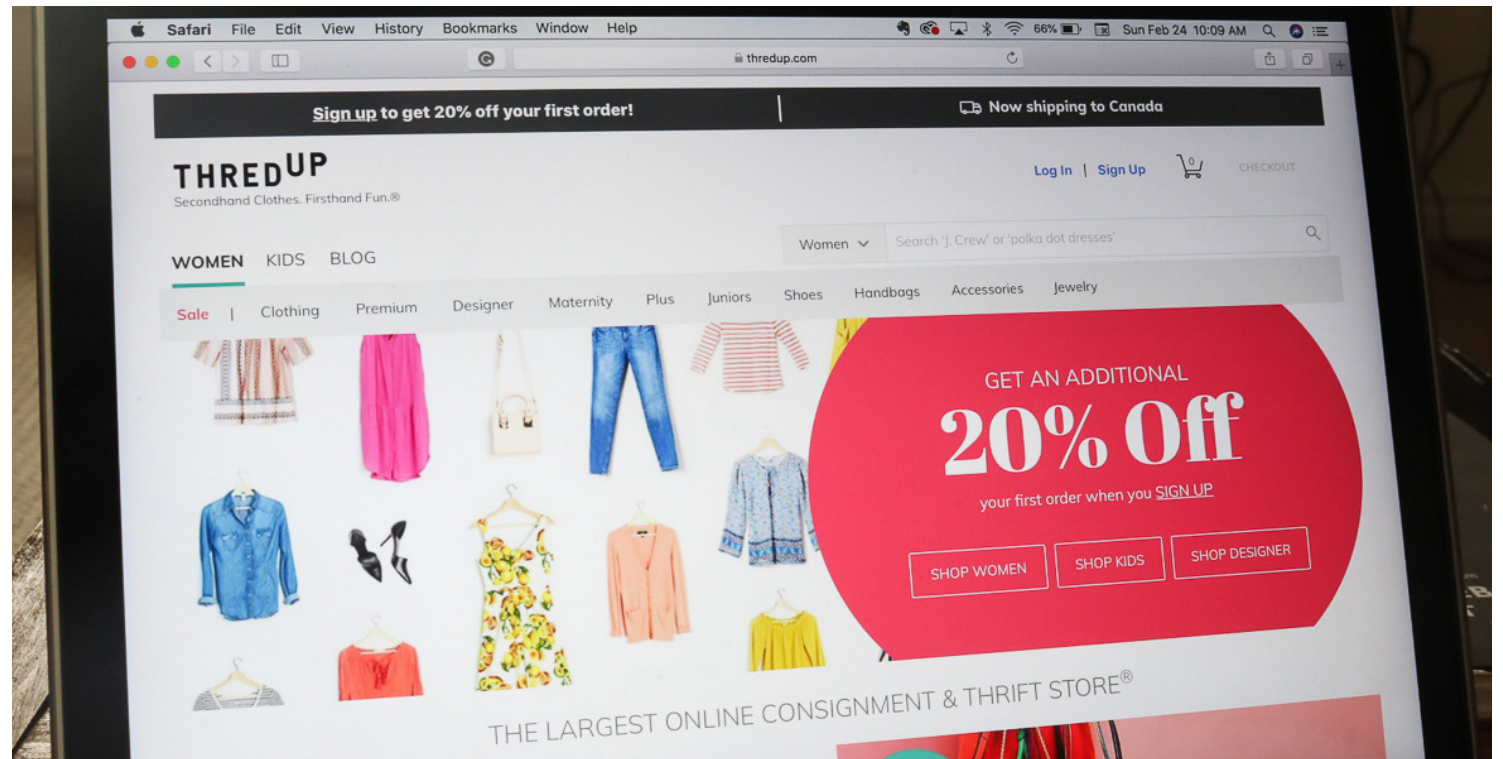 Safari File Edit View History Bookmarks Window Help 66% Sun Feb 24 10:09 AM
thredup.com
Sign up to get 20% off your first order! Now shipping to Canada
THREDUP
Secondhand Clothes. Firsthand Fun.®
Log In | Sign Up 0 CHECKOUT
Women Search 'J. Crew' or 'polka dot dresses'
WOMEN KIDS BLOG
Sale | Clothing Premium Designer Maternity Plus Juniors Shoes Handbags Accessories Jewelry
GET AN ADDITIONAL
20% Off
your first order when you SIGN UP
SHOP WOMEN SHOP KIDS SHOP DESIGNER
THE LARGEST ONLINE CONSIGNMENT & THRIFT STORE®